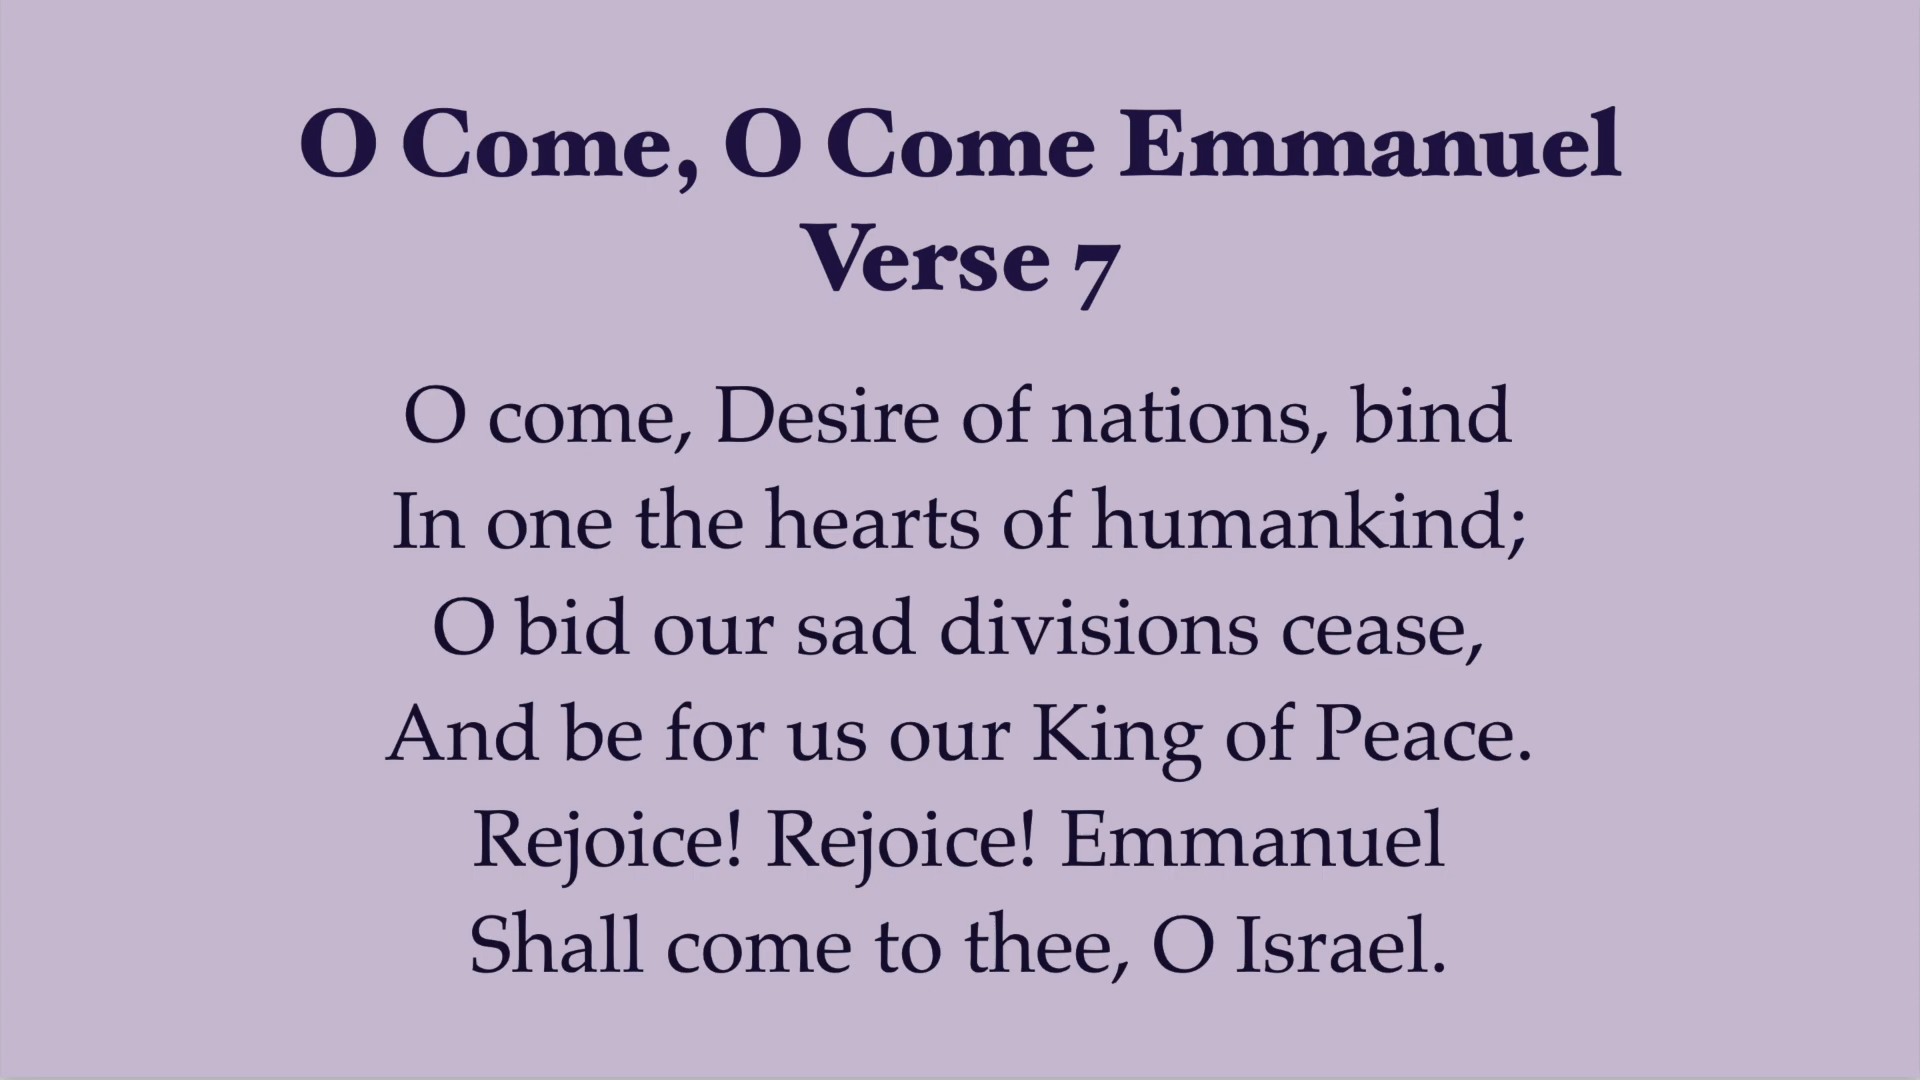 O Come, O Come Emmanuel
Verse 7
O come, Desire of nations, bind
In one the hearts of humankind;
O bid our sad divisions cease,
And be for us our King of Peace.
Rejoice! Rejoice! Emmanuel
Shall come to thee, O Israel.